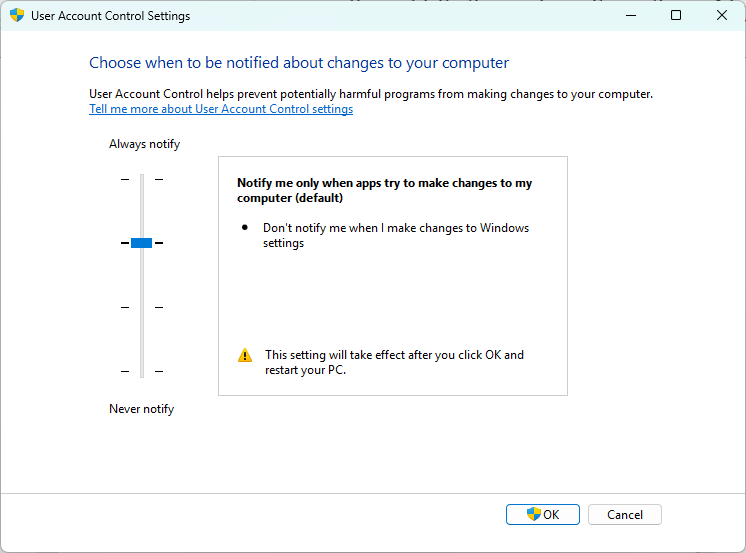 User Account Control Settings
Choose when to be notified about changes to your computer
User Account Control helps prevent potentially harmful programs from making changes to your computer.
Tell me more about User Account Control settings
Always notify
Notify me only when apps try to make changes to my
computer (default)
Don't notify me when I make changes to Windows
settings
This setting will take effect after you click OK and
restart your PC.
Never notify
OK
Cancel